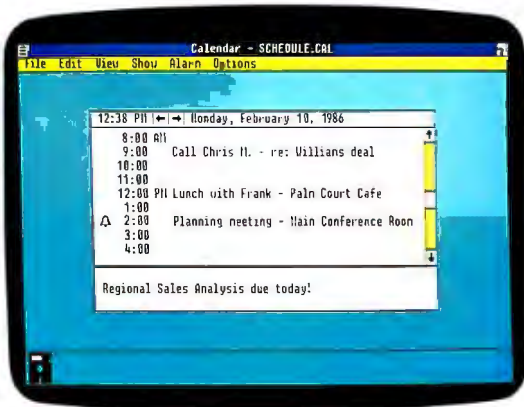 Calendar - SCHEDULE.CAL
File Edit View Show Alarm Options
12:38 PM ← → Monday, February 10, 1986
8:00 AM
9:00 Call Chris M. - re: Williams deal
10:00
11:00
12:00 PM Lunch with Frank - Palm Court Cafe
1:00
2:00 Planning meeting - Main Conference Room
3:00
4:00
Regional Sales Analysis due today!